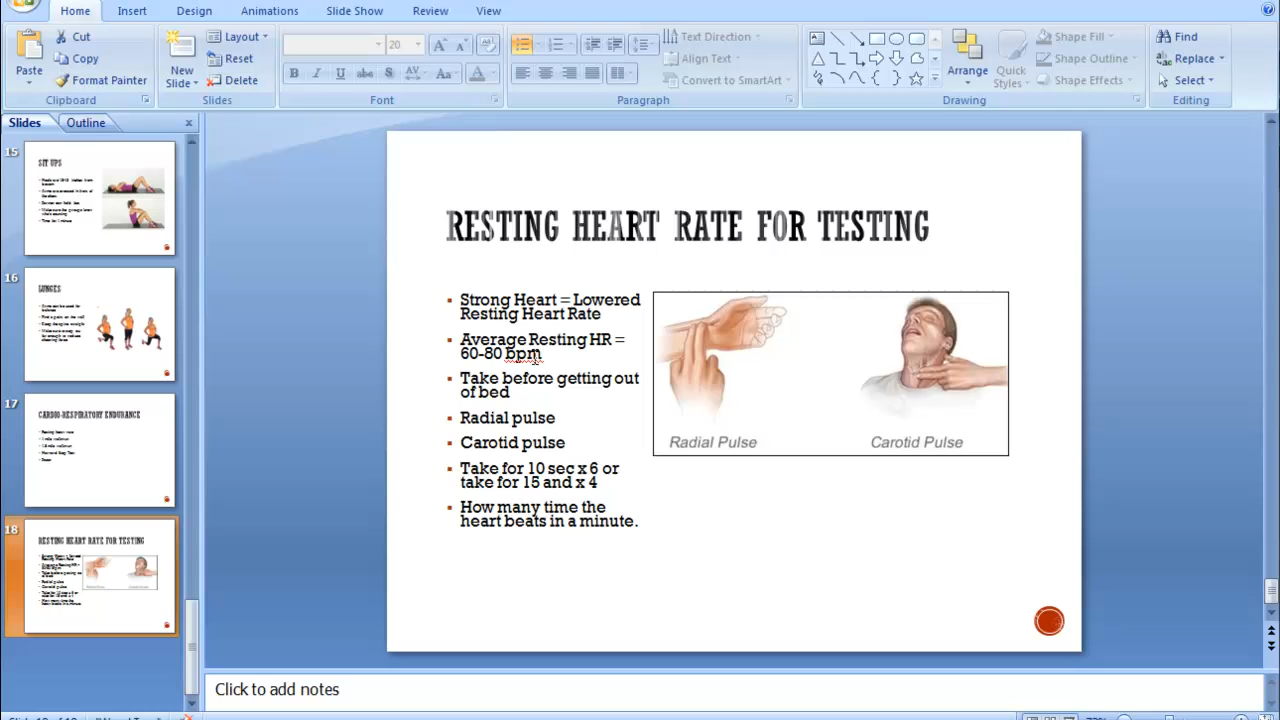 Home Insert Design Animations Slide Show Review View
Cut
Copy
Format Painter
Paste
Clipboard
New
Slide
Layout
Reset
Delete
Slides
20
B I U abc S AV Aa A
Font
Text Direction
Align Text
Convert to SmartArt
Paragraph
Arrange
Quick
Styles
Shape Fill
Shape Outline
Shape Effects
Drawing
Find
Replace
Select
Editing
Slides Outline
15
SIT UPS
16
LUNGES
17
CARDIO-RESPIRATORY ENDURANCE
18
RESTING HEART RATE FOR TESTING
RESTING HEART RATE FOR TESTING
Strong Heart = Lowered
Resting Heart Rate
Average Resting HR =
60-80 bpm
Take before getting out
of bed
Radial pulse
Carotid pulse
Take for 10 sec x 6 or
take for 15 and x 4
How many time the
heart beats in a minute.
Radial Pulse Carotid Pulse
Click to add notes